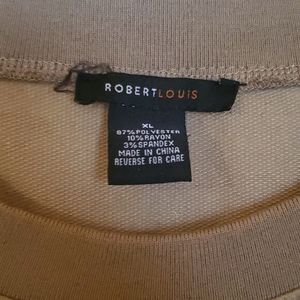 ROBERTLOUIS
XL
87% POLYESTER
10% RAYON
3% SPANDEX
MADE IN CHINA
REVERSE FOR CARE